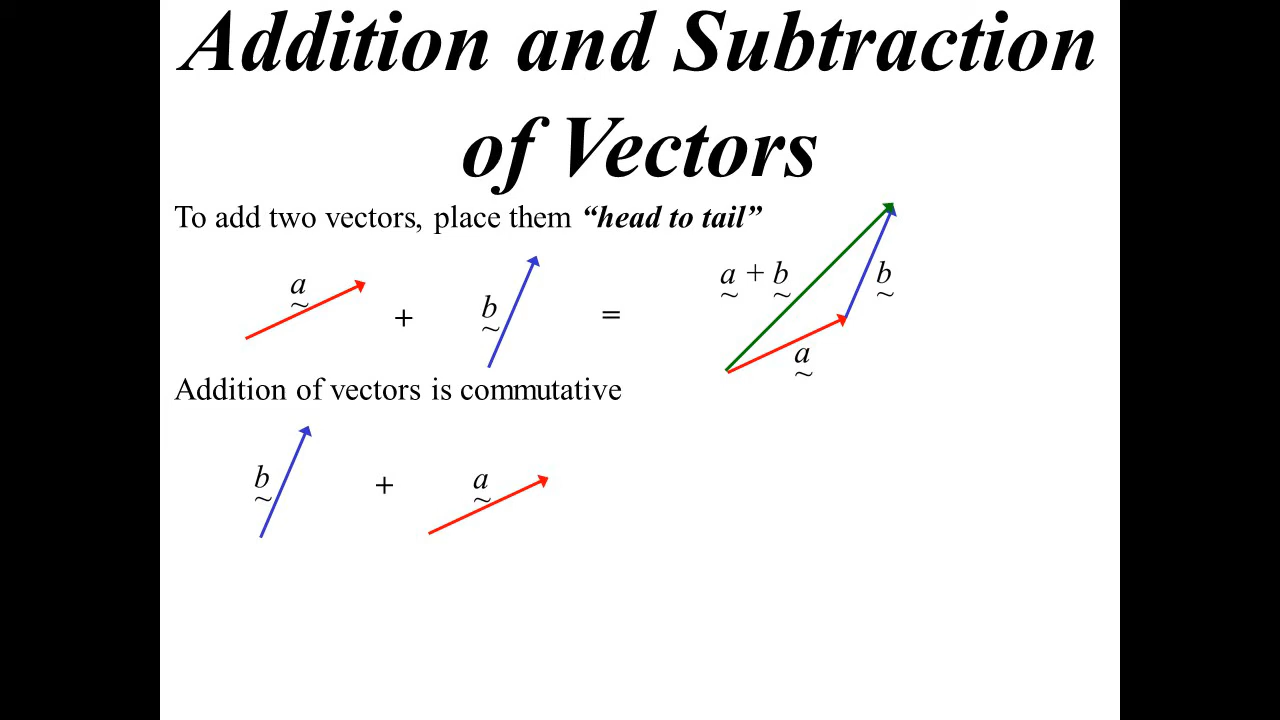 Addition and Subtraction
of Vectors
To add two vectors, place them “head to tail”
a + b = a + b b a
~ ~ ~ ~ ~ ~
Addition of vectors is commutative
b + a
~ ~